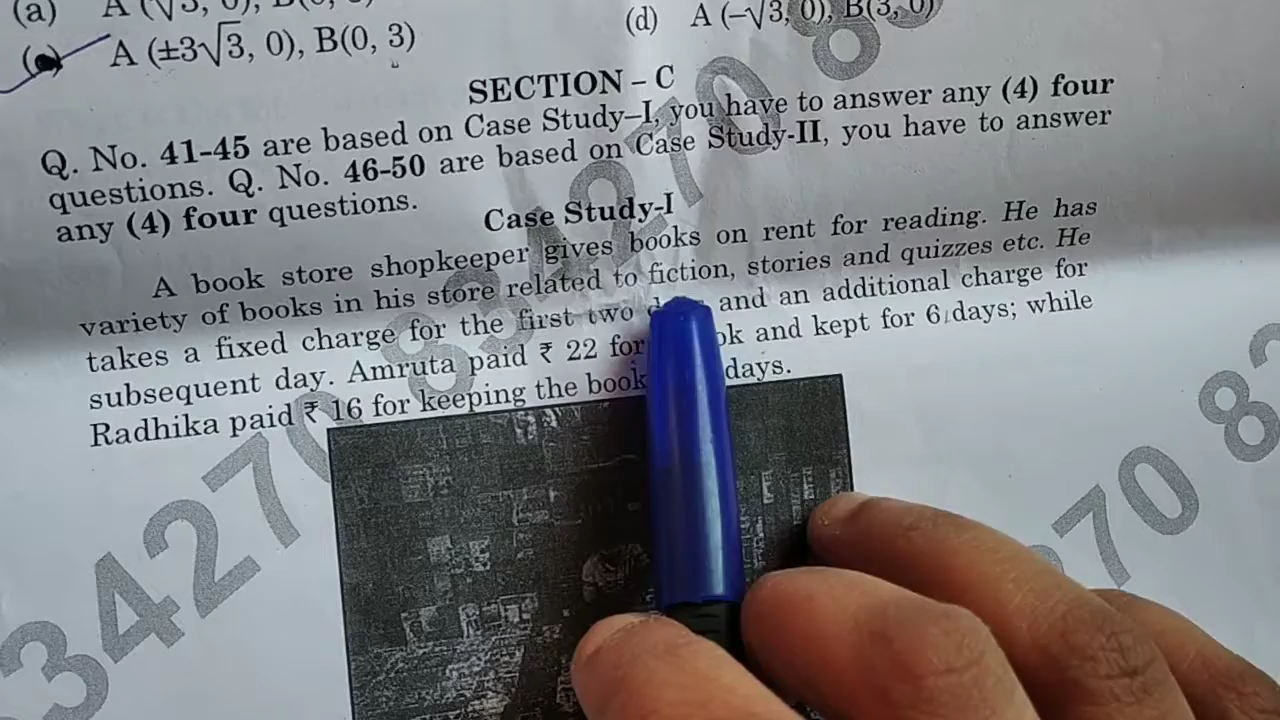 (a) A (√3, 0), B(0, 3)
(d) A (–√3, 0), B(3, 0)
(c) A (±3√3, 0), B(0, 3)
SECTION – C
Q. No. 41-45 are based on Case Study–I, you have to answer any (4) four
questions. Q. No. 46-50 are based on Case Study-II, you have to answer
any (4) four questions.
Case Study-I
A book store shopkeeper gives books on rent for reading. He has
variety of books in his store related to fiction, stories and quizzes etc. He
takes a fixed charge for the first two and an additional charge for
subsequent day. Amruta paid ₹ 22 for and kept for 6 days; while
Radhika paid ₹ 16 for keeping the book days.
834270 834270 83
34270
70 83